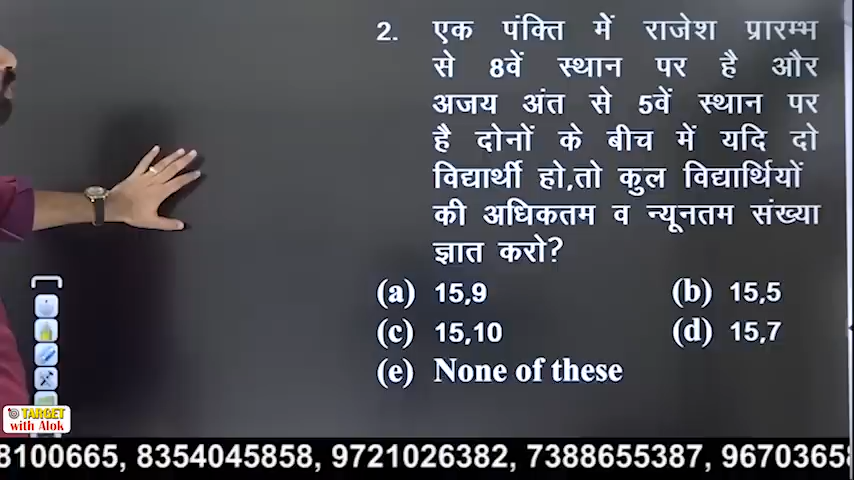 2. एक पंक्ति में राजेश प्रारम्भ
से 8वें स्थान पर है और
अजय अंत से 5वें स्थान पर
है दोनों के बीच में यदि दो
विद्यार्थी हो,तो कुल विद्यार्थियों
की अधिकतम व न्यूनतम संख्या
ज्ञात करो?
(a) 15,9 (b) 15,5
(c) 15,10 (d) 15,7
(e) None of these
TARGET
with Alok
8100665, 8354045858, 9721026382, 7388655387, 9670365